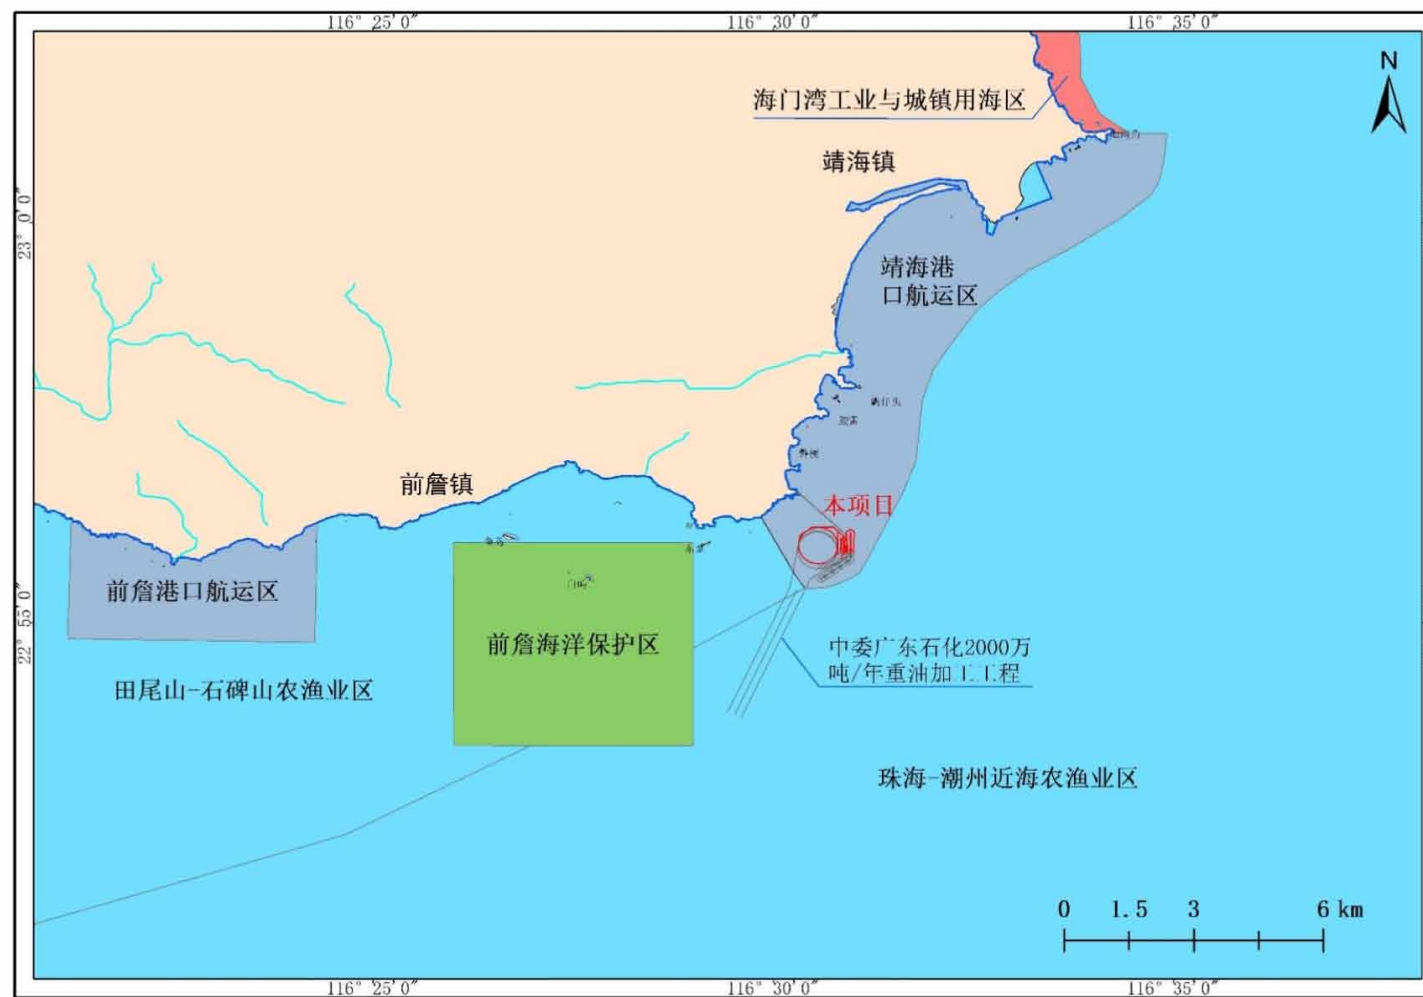 116° 25'0"
116° 30'0"
116° 35'0"
N
海门湾工业与城镇用海区
靖海镇
23° 0'0"
靖海港
口航运区
前詹镇
本项目
前詹港口航运区
22° 55'0"
前詹海洋保护区
中委广东石化2000万
吨/年重油加工工程
田尾山-石碑山农渔业区
珠海-潮州近海农渔业区
0 1.5 3 6 km
116° 25'0"
116° 30'0"
116° 35'0"